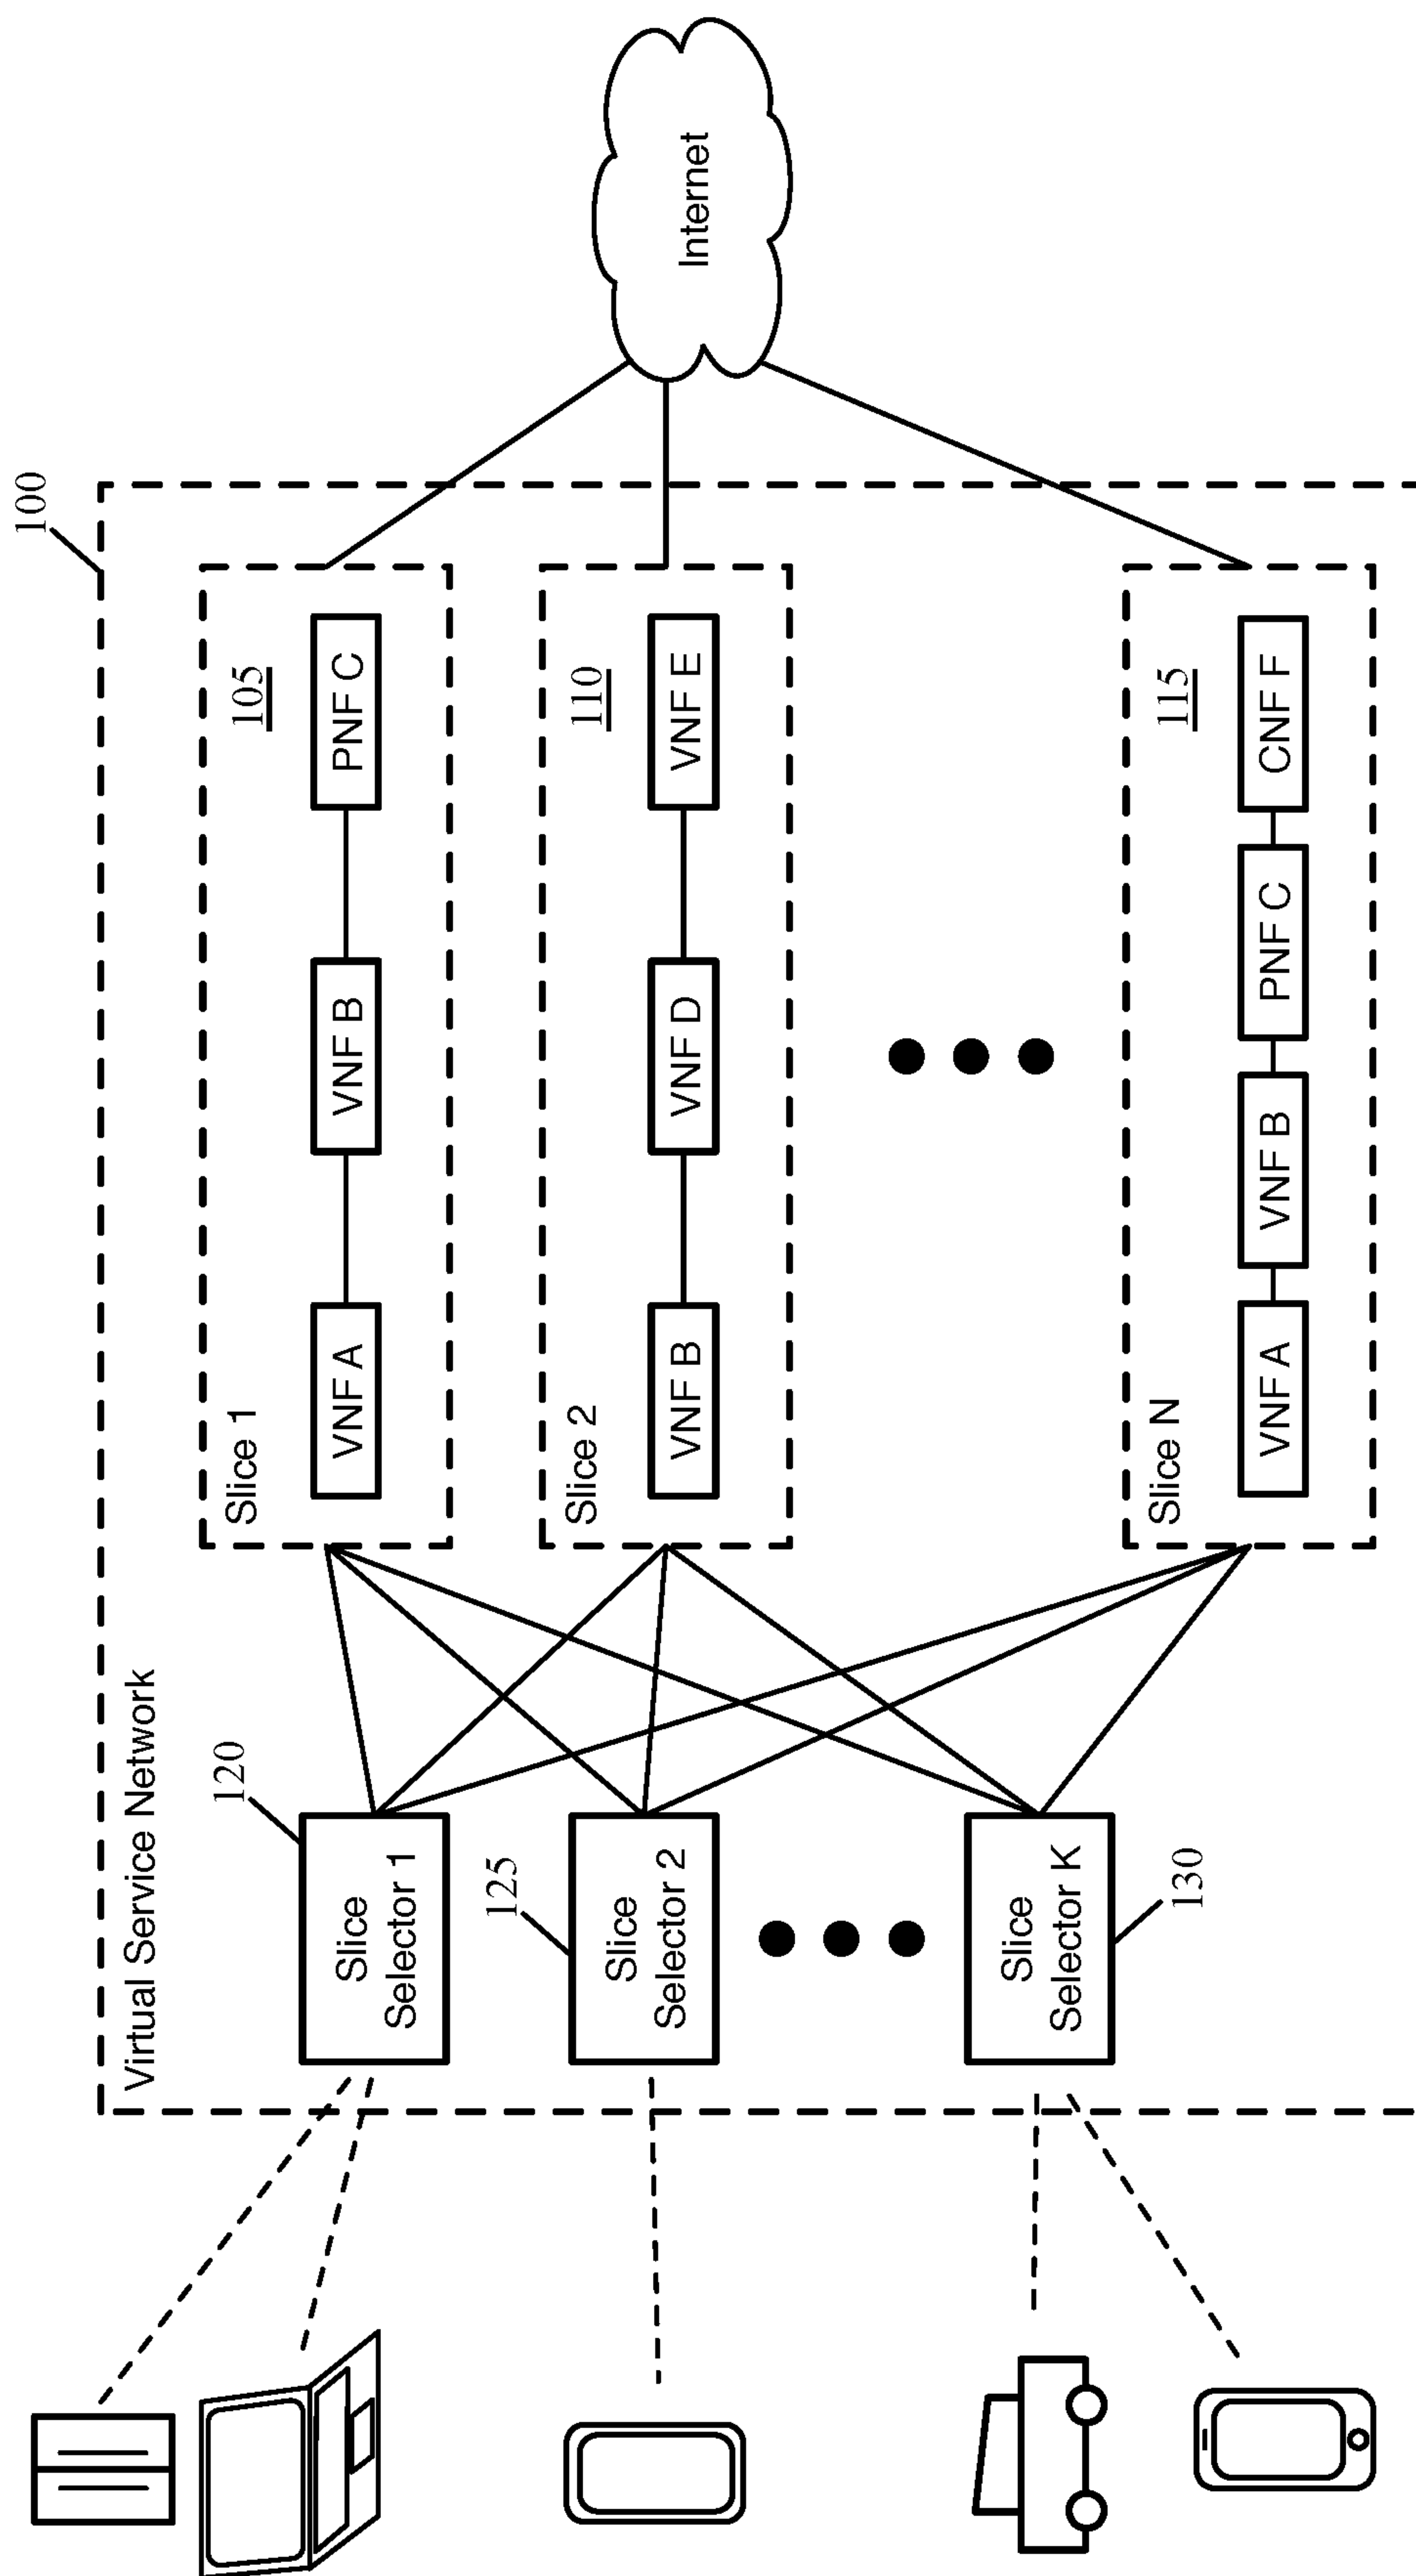 100
Virtual Service Network
Slice 1
105
VNF A
VNF B
PNF C
120
Slice
Selector 1
Slice 2
110
VNF B
VNF D
VNF E
Internet
125
Slice
Selector 2
Slice N
115
VNF A
VNF B
PNF C
CNF F
Slice
Selector K
130